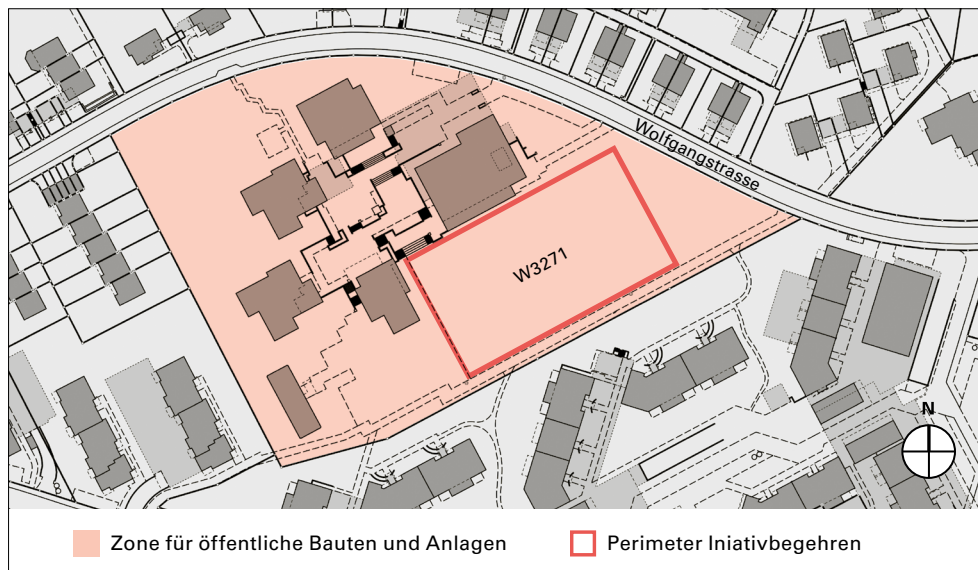 Wolfgangstrasse
W3271
N
Zone für öffentliche Bauten und Anlagen
Perimeter Iniativbegehren